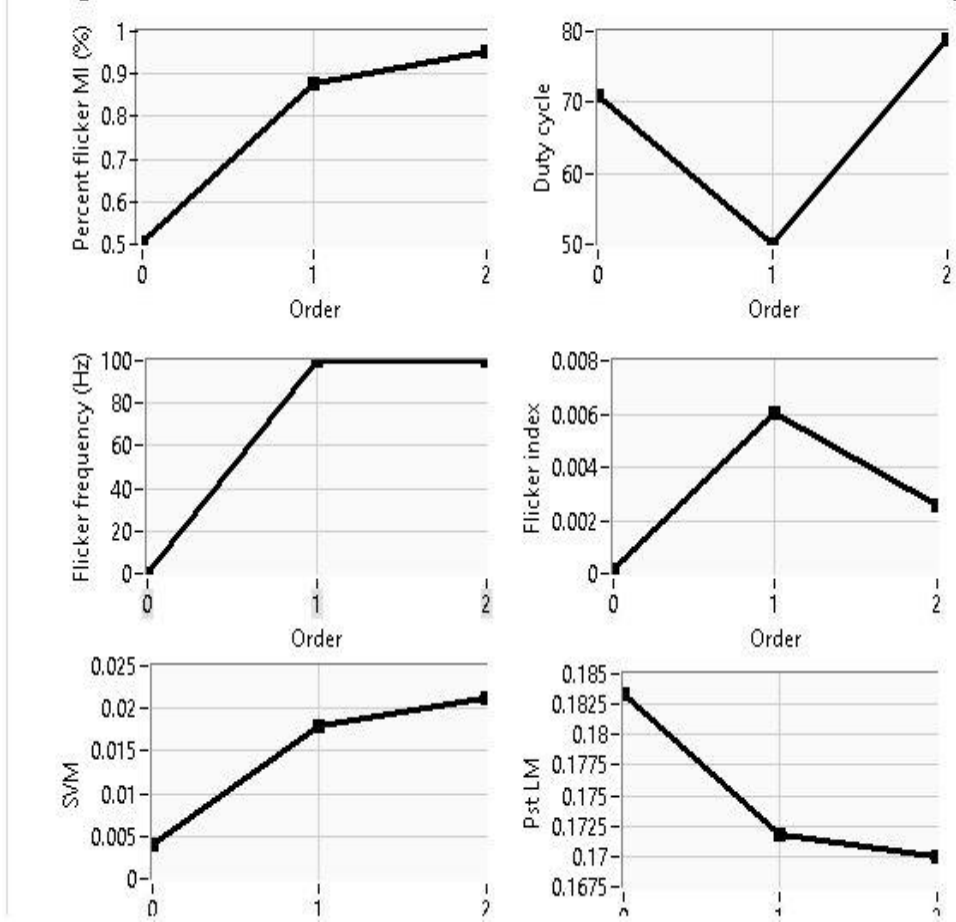 Percent flicker MI (%)
1
0.9
0.8
0.7
0.6
0.5
0 1 2
Order
Duty cycle
80
70
60
50
0 1 2
Order
Flicker frequency (Hz)
100
80
60
40
20
0
0 1 2
Order
Flicker index
0.008
0.006
0.004
0.002
0
0 1 2
Order
SVM
0.025
0.02
0.015
0.01
0.005
0
0 1 2
Pst LM
0.185
0.1825
0.18
0.1775
0.175
0.1725
0.17
0.1675